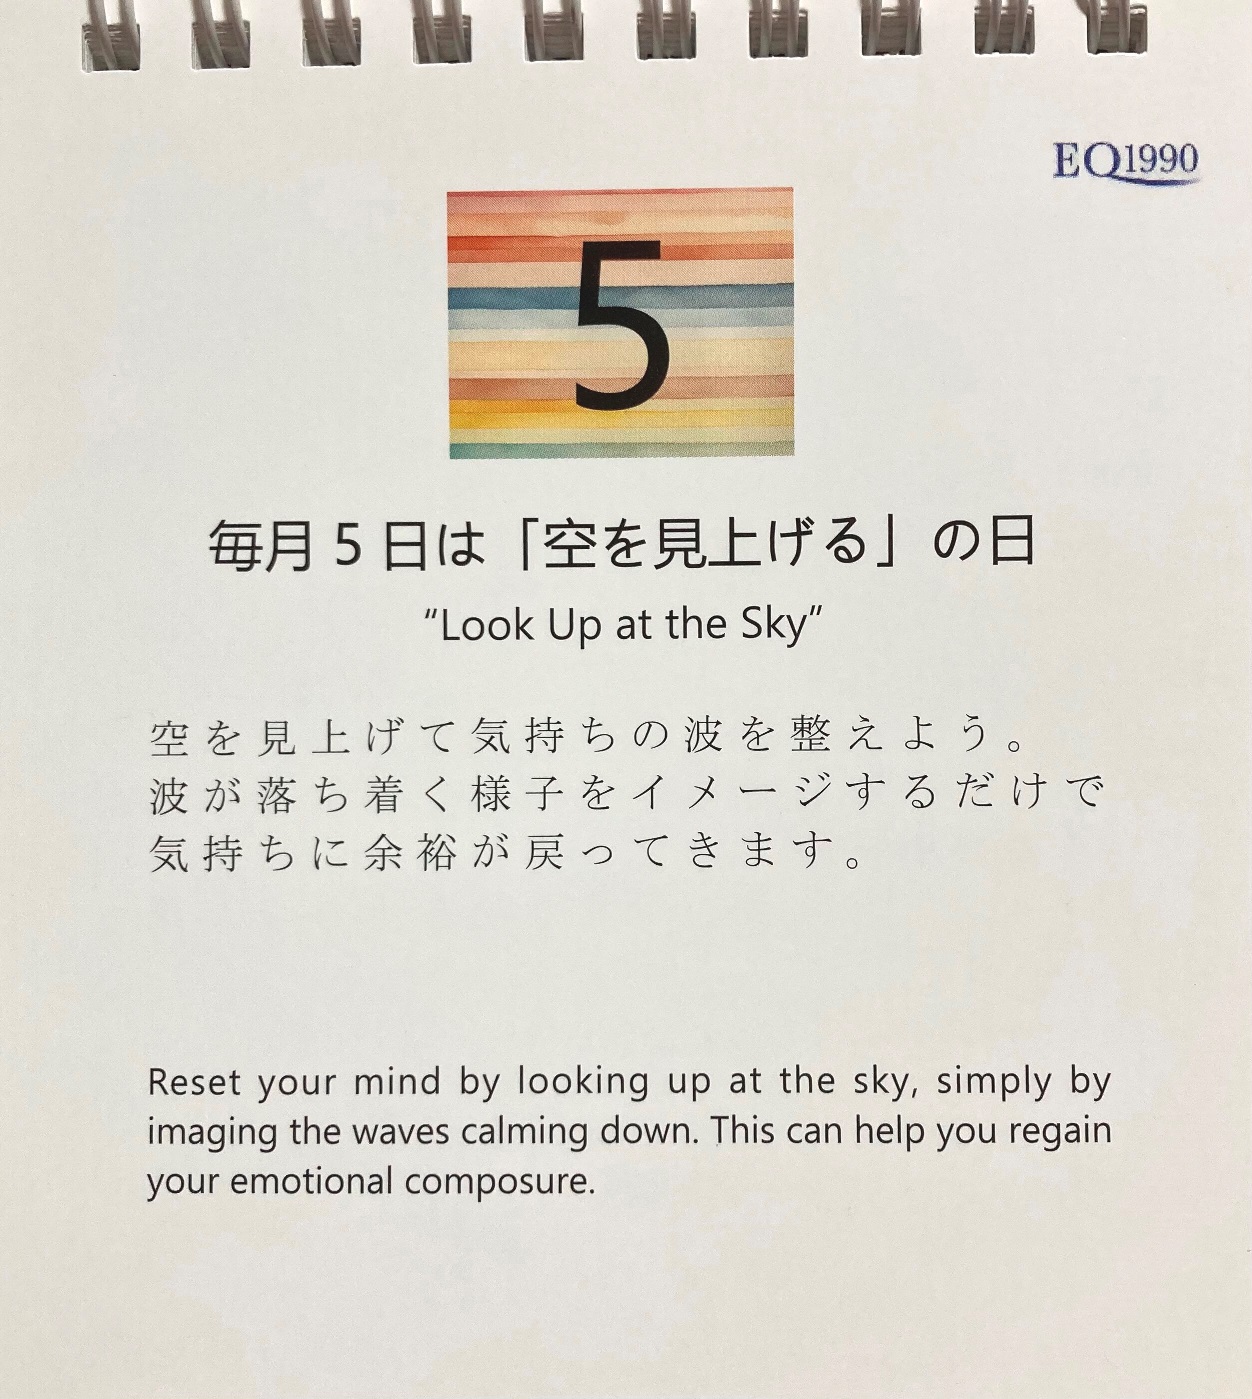 EQ1990
5
毎月5日は「空を見上げる」の日
“Look Up at the Sky”
空を見上げて気持ちの波を整えよう。
波が落ち着く様子をイメージするだけで
気持ちに余裕が戻ってきます。
Reset your mind by looking up at the sky, simply by
imaging the waves calming down. This can help you regain
your emotional composure.